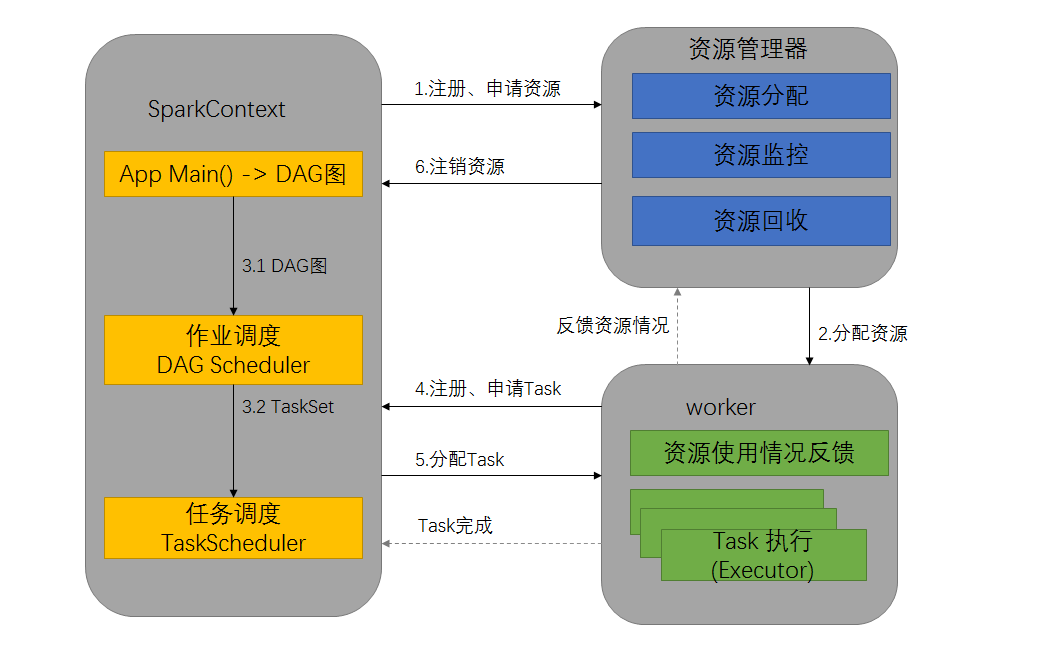 SparkContext
App Main() -> DAG图
3.1 DAG图
作业调度
DAG Scheduler
3.2 TaskSet
任务调度
TaskScheduler
1.注册、申请资源
6.注销资源
资源管理器
资源分配
资源监控
资源回收
反馈资源情况
2.分配资源
4.注册、申请Task
5.分配Task
Task完成
worker
资源使用情况反馈
Task 执行
(Executor)